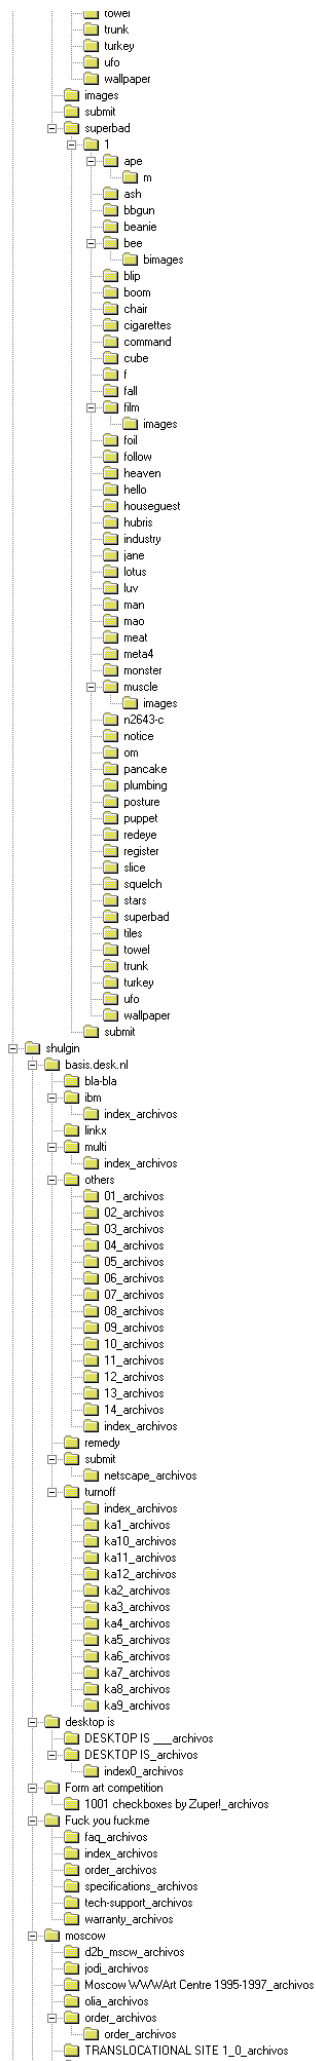 towel
trunk
turkey
ufo
wallpaper
images
submit
superbad
1
ape
m
ash
bbgun
beanie
bee
bimages
blip
boom
chair
cigarettes
command
cube
f
fall
film
images
foil
follow
heaven
hello
houseguest
hubris
industry
jane
lotus
luv
man
mao
meat
meta4
monster
muscle
images
n2643-c
notice
om
pancake
plumbing
posture
puppet
redeye
register
slice
squelch
stars
superbad
tiles
towel
trunk
turkey
ufo
wallpaper
submit
shulgin
basis.desk.nl
bla-bla
ibm
index_archivos
linkx
multi
index_archivos
others
01_archivos
02_archivos
03_archivos
04_archivos
05_archivos
06_archivos
07_archivos
08_archivos
09_archivos
10_archivos
11_archivos
12_archivos
13_archivos
14_archivos
index_archivos
remedy
submit
netscape_archivos
turnoff
index_archivos
ka1_archivos
ka10_archivos
ka11_archivos
ka12_archivos
ka2_archivos
ka3_archivos
ka4_archivos
ka5_archivos
ka6_archivos
ka7_archivos
ka8_archivos
ka9_archivos
desktop is
DESKTOP IS ___archivos
DESKTOP IS_archivos
index0_archivos
Form art competition
1001 checkboxes by Zuper!_archivos
Fuck you fuckme
faq_archivos
index_archivos
order_archivos
specifications_archivos
tech-support_archivos
warranty_archivos
moscow
d2b_mscw_archivos
jodi_archivos
Moscow WWWArt Centre 1995-1997_archivos
olia_archivos
order_archivos
order_archivos
TRANSLOCATIONAL SITE 1_0_archivos